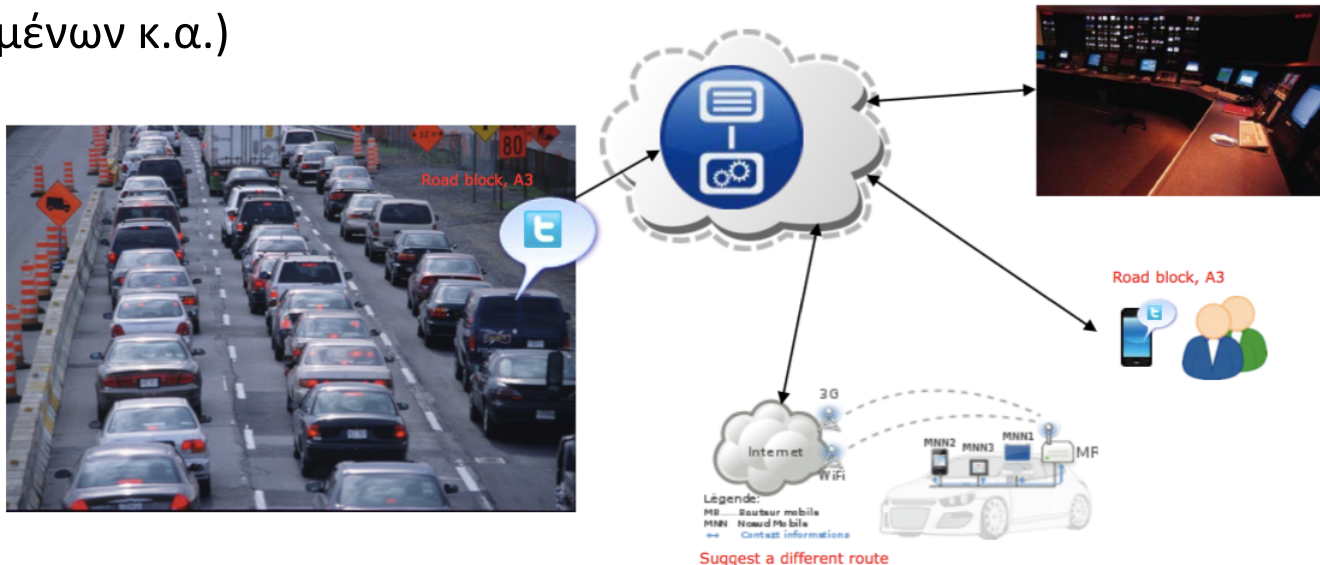 μένων κ.α.)
80
Road block, A3
t
Road block, A3
t
3G
Internet
WiFi
MNN2
MNN3
MNN1
MR
Légende:
MR Routeur mobile
MNN Noeud Mobile
Context informations
Suggest a different route